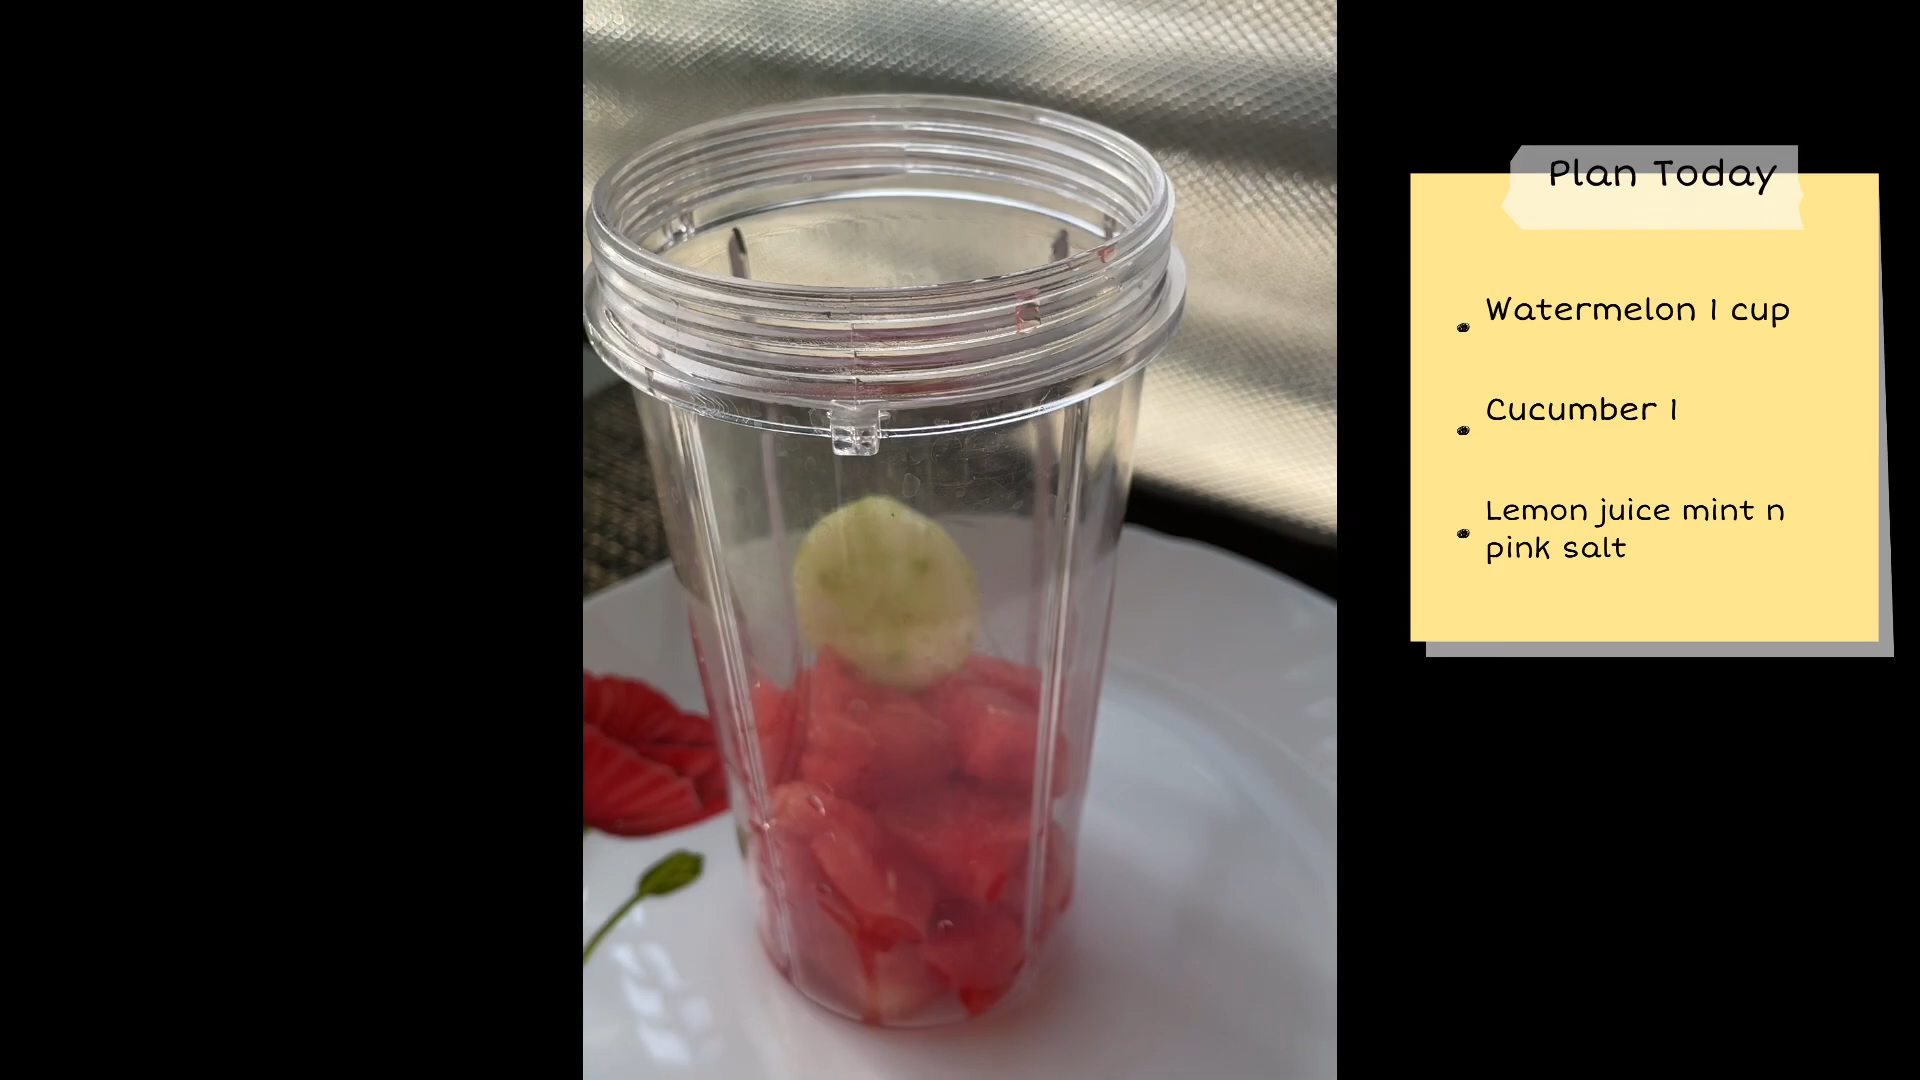 Plan Today
Watermelon 1 cup
Cucumber 1
Lemon juice mint n
pink salt